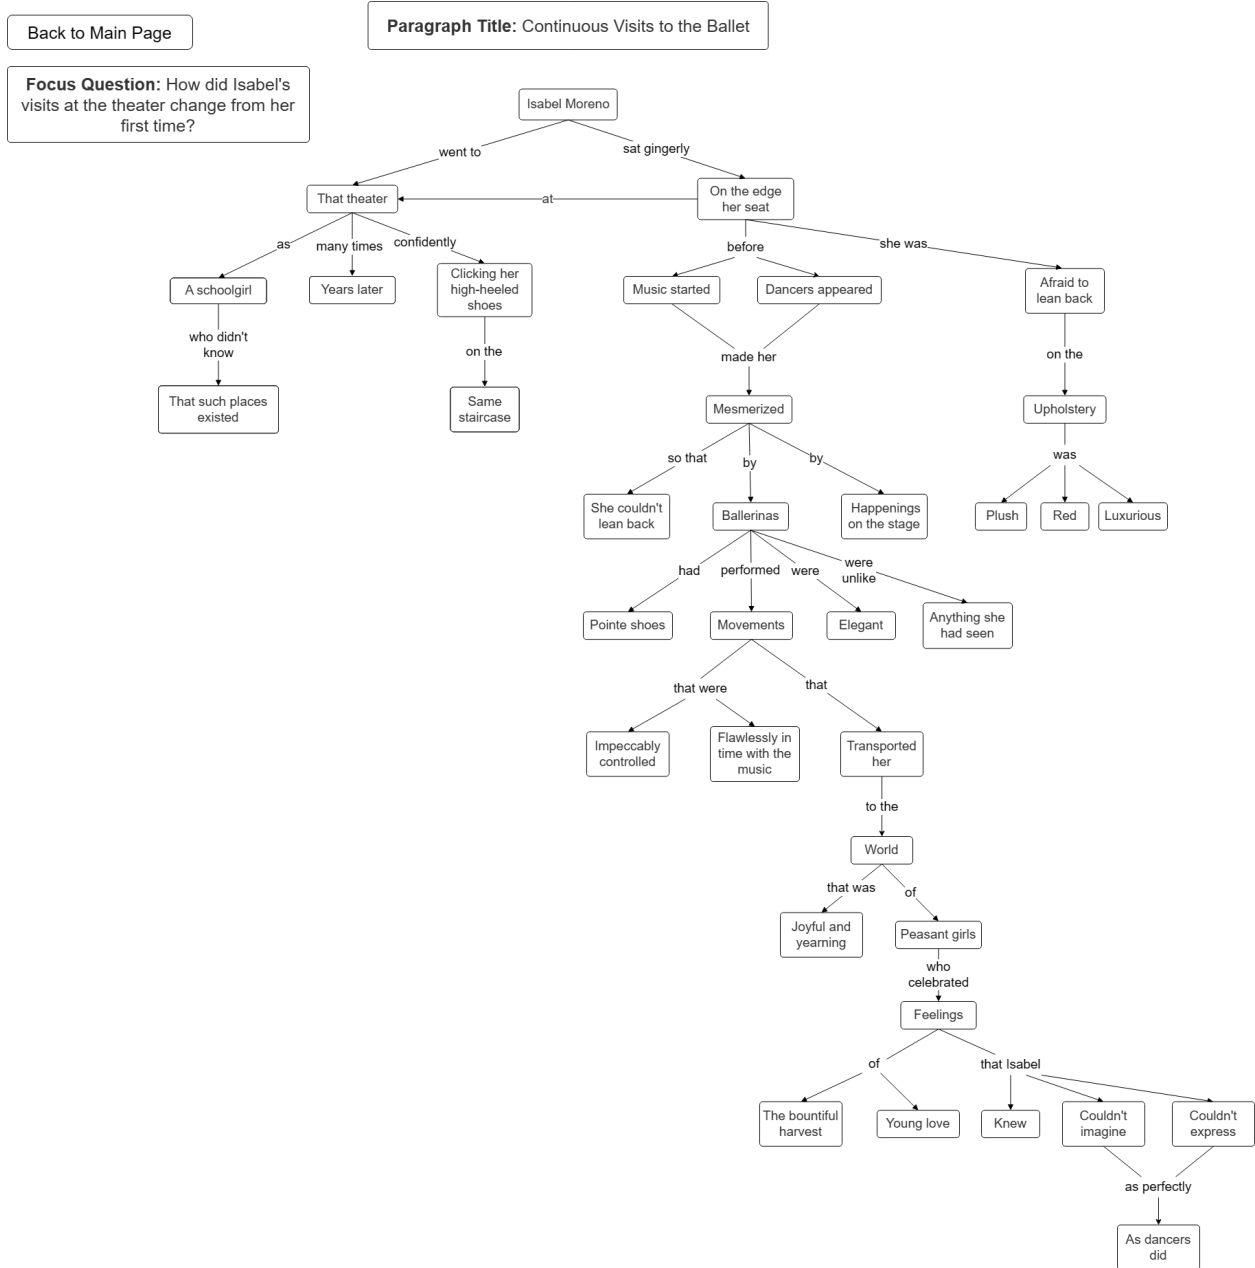 Back to Main Page
Paragraph Title: Continuous Visits to the Ballet
Focus Question: How did Isabel's
visits at the theater change from her
first time?
Isabel Moreno
went to
sat gingerly
That theater
at
On the edge
her seat
as
many times
confidently
before
she was
A schoolgirl
Years later
Clicking her
high-heeled
shoes
Music started
Dancers appeared
Afraid to
lean back
who didn't
know
on the
made her
on the
That such places
existed
Same
staircase
Mesmerized
Upholstery
so that
by
by
was
She couldn't
lean back
Ballerinas
Happenings
on the stage
Plush
Red
Luxurious
had
performed
were
were
unlike
Pointe shoes
Movements
Elegant
Anything she
had seen
that were
that
Impeccably
controlled
Flawlessly in
time with the
music
Transported
her
to the
World
that was
of
Joyful and
yearning
Peasant girls
who
celebrated
Feelings
of
that Isabel
The bountiful
harvest
Young love
Knew
Couldn't
imagine
Couldn't
express
as perfectly
As dancers
did